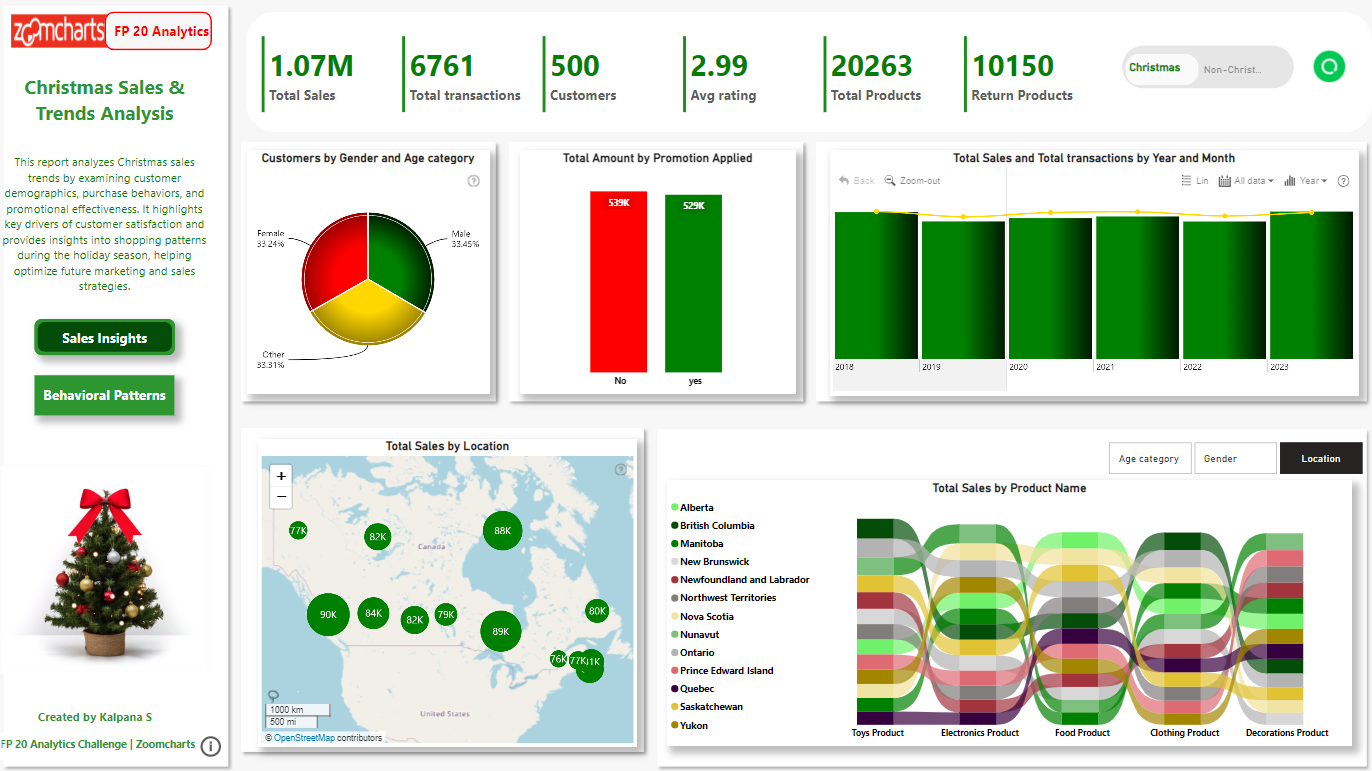 zoomcharts
FP 20 Analytics
Christmas Sales &
Trends Analysis
This report analyzes Christmas sales
trends by examining customer
demographics, purchase behaviors, and
promotional effectiveness. It highlights
key drivers of customer satisfaction and
provides insights into shopping patterns
during the holiday season, helping
optimize future marketing and sales
strategies.
Sales Insights
Behavioral Patterns
Created by Kalpana S
FP 20 Analytics Challenge | Zoomcharts
1.07M
Total Sales
6761
Total transactions
500
Customers
2.99
Avg rating
20263
Total Products
10150
Return Products
Christmas
Non-Christ...
Customers by Gender and Age category
?
Female
33.24%
Male
33.45%
Other
33.31%
Total Amount by Promotion Applied
539K
529K
No
yes
Total Sales and Total transactions by Year and Month
Back
Zoom-out
Lin
All data
Year
?
2018
2019
2020
2021
2022
2023
Total Sales by Location
+
−
?
77K
82K
88K
Canada
90K
84K
82K
79K
89K
80K
76K
77K
United States
1000 km
500 mi
© OpenStreetMap contributors
Age category
Gender
Location
Total Sales by Product Name
Alberta
British Columbia
Manitoba
New Brunswick
Newfoundland and Labrador
Northwest Territories
Nova Scotia
Nunavut
Ontario
Prince Edward Island
Quebec
Saskatchewan
Yukon
Toys Product
Electronics Product
Food Product
Clothing Product
Decorations Product